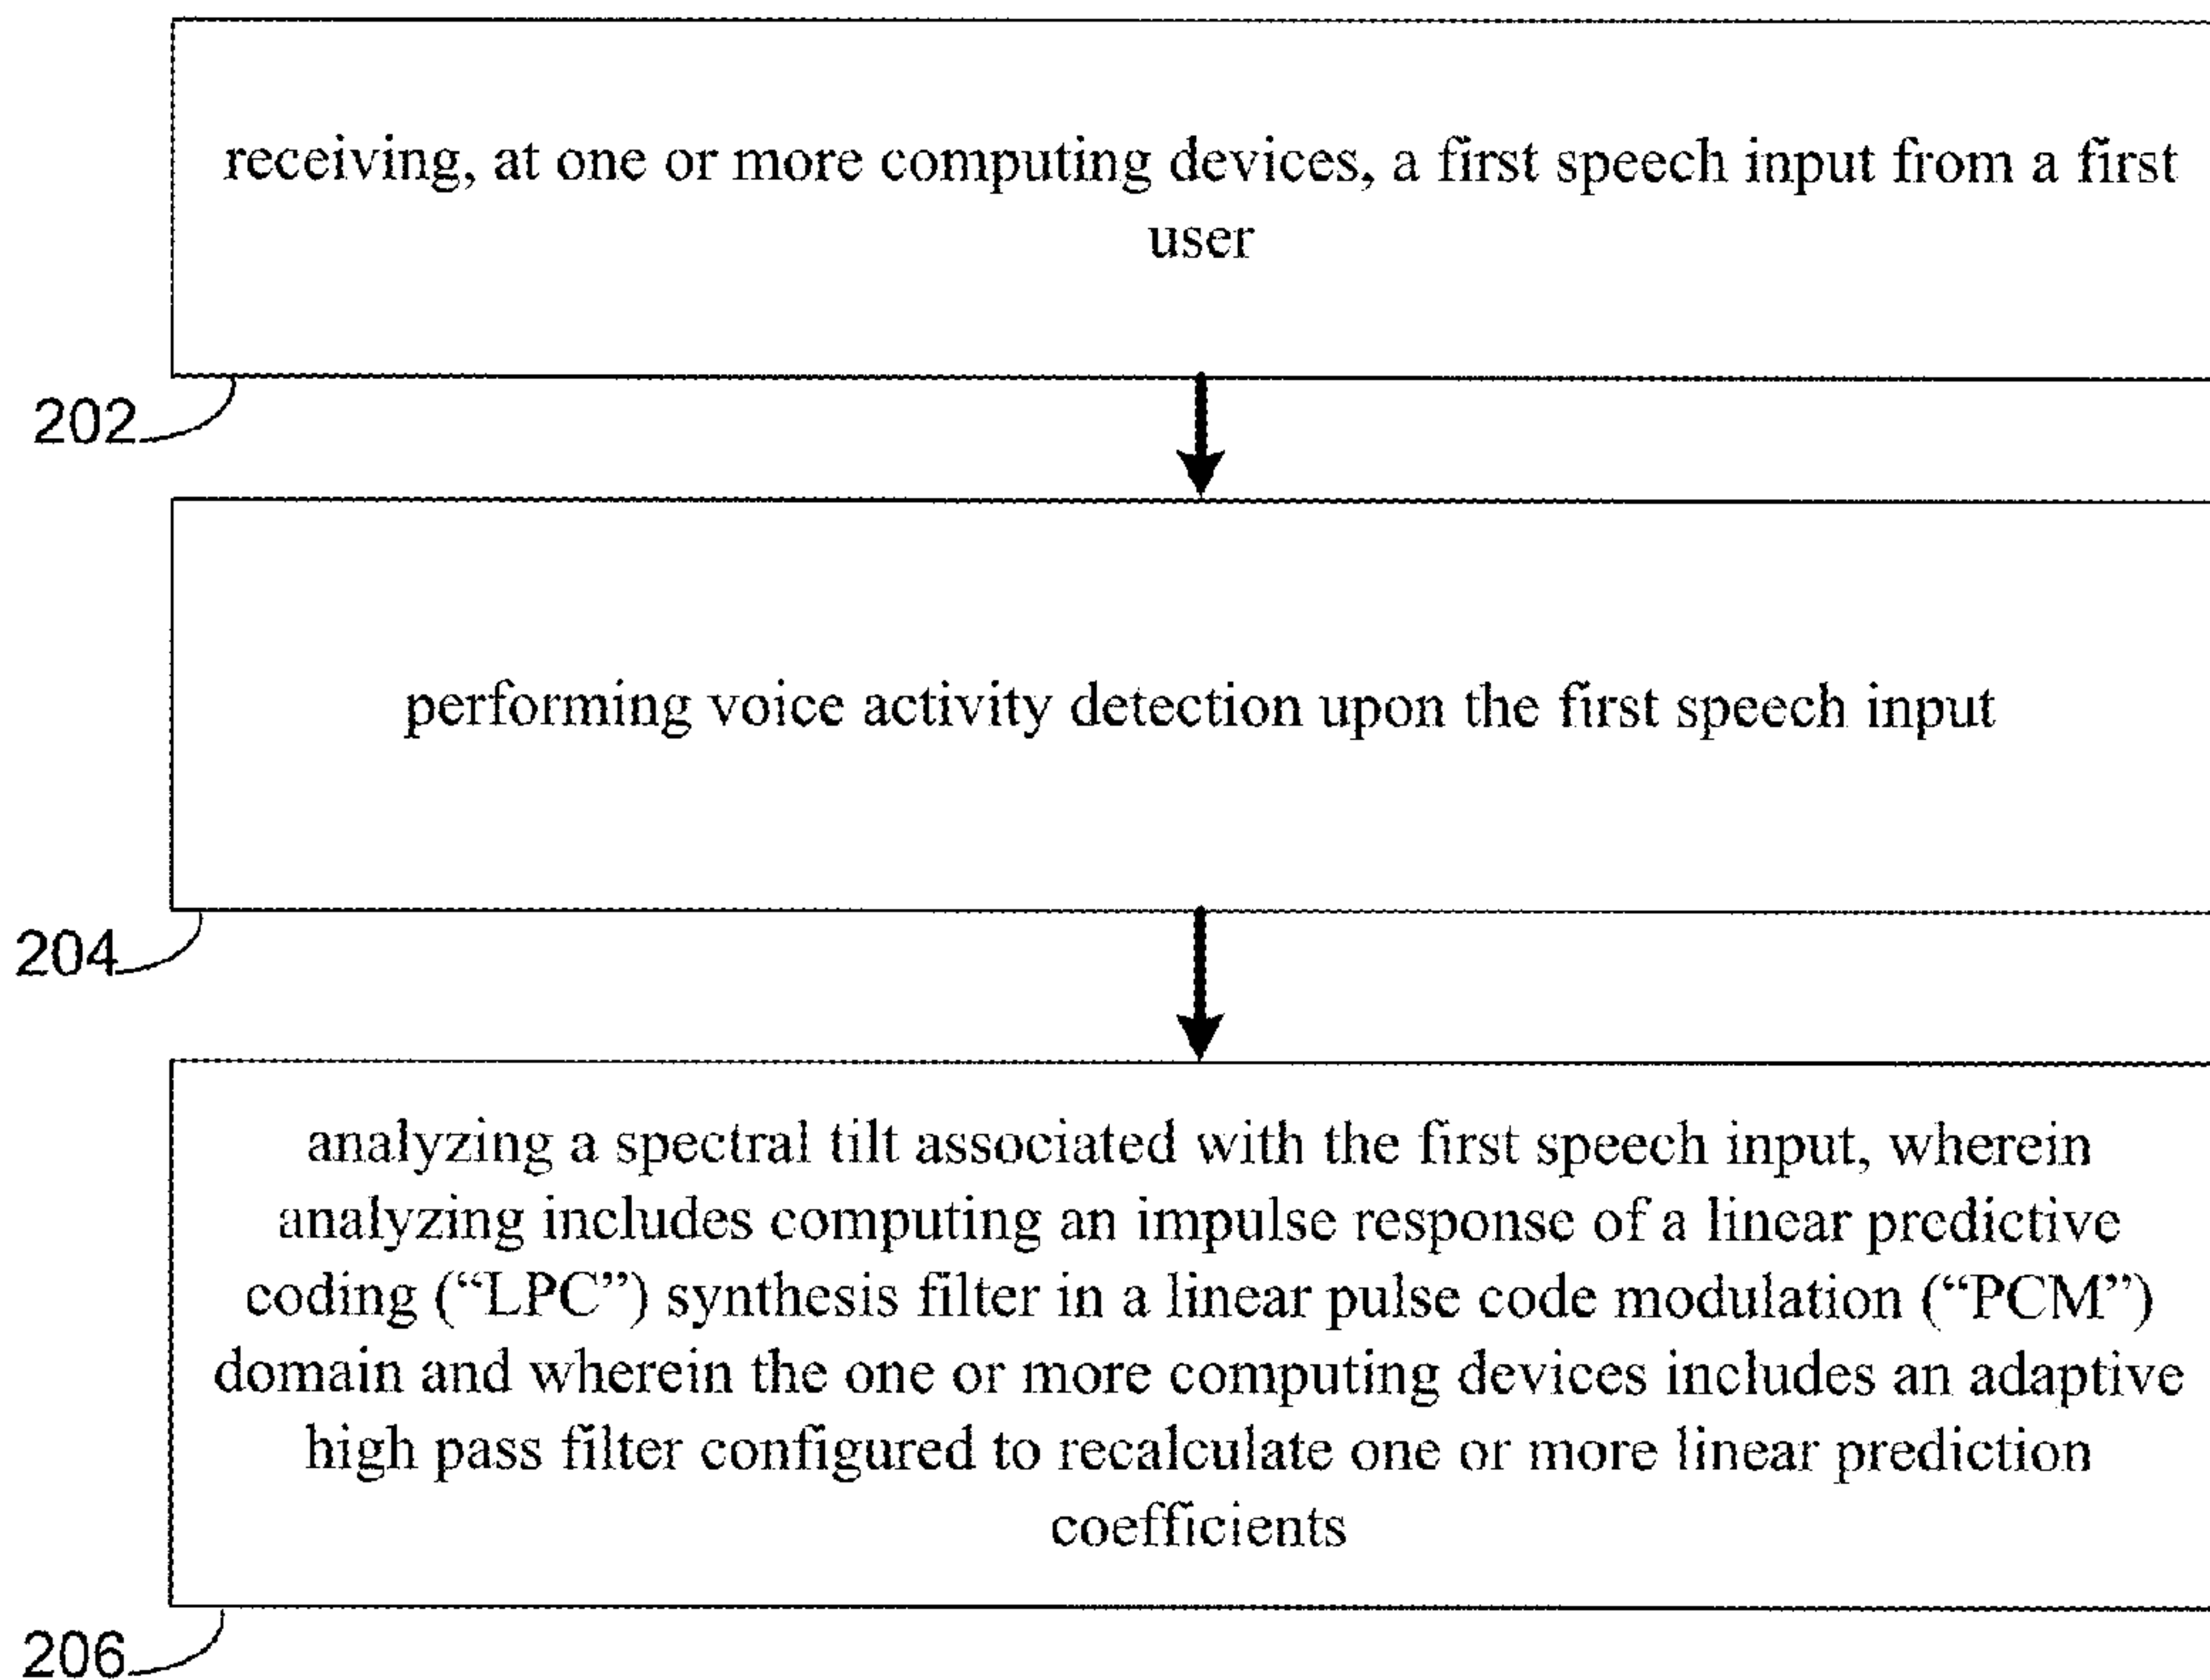 receiving, at one or more computing devices, a first speech input from a first
user
202
performing voice activity detection upon the first speech input
204
analyzing a spectral tilt associated with the first speech input, wherein
analyzing includes computing an impulse response of a linear predictive
coding (“LPC”) synthesis filter in a linear pulse code modulation (“PCM”)
domain and wherein the one or more computing devices includes an adaptive
high pass filter configured to recalculate one or more linear prediction
coefficients
206